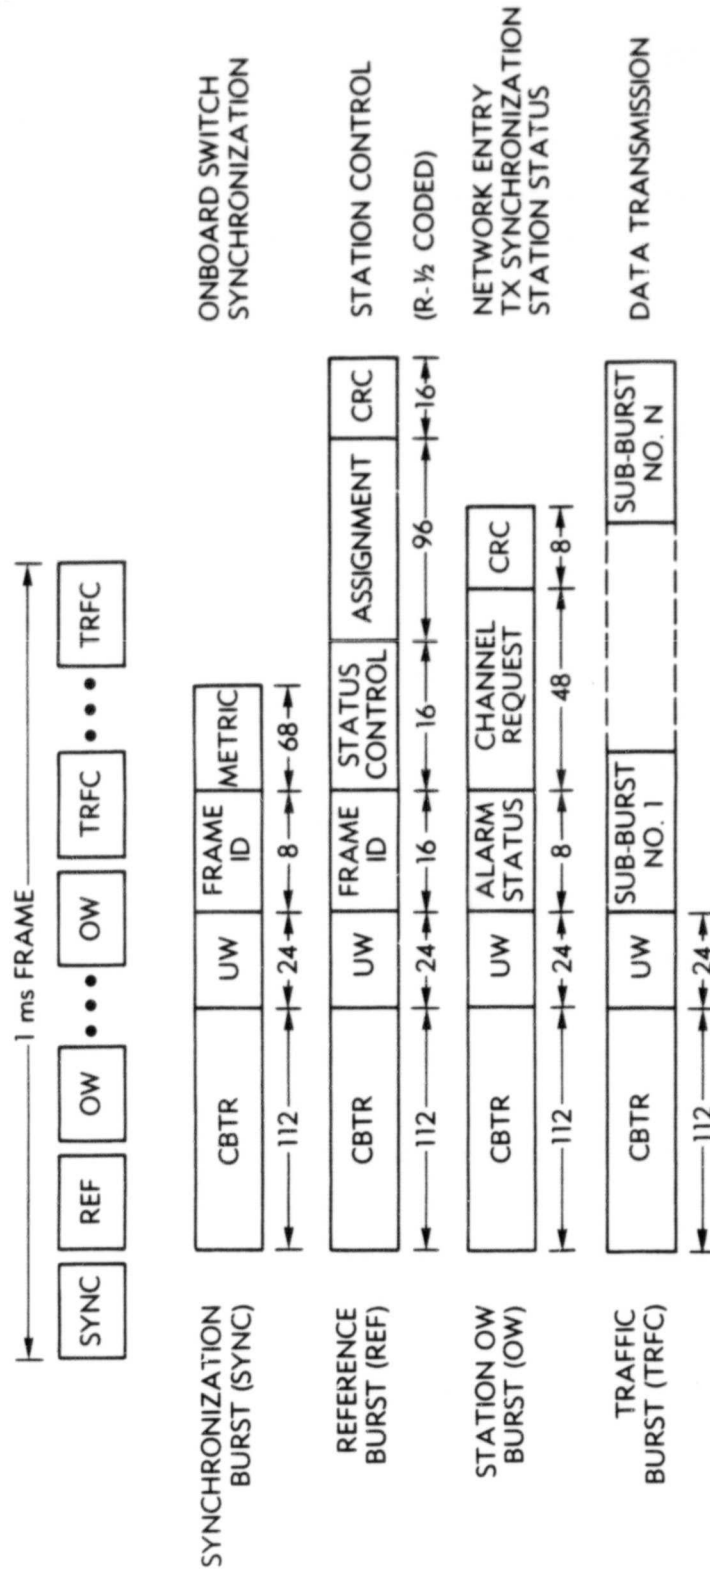 1 ms FRAME
SYNC REF OW ••• OW TRFC ••• TRFC
SYNCHRONIZATION
BURST (SYNC)
CBTR UW FRAME
ID METRIC
112 24 8 68
ONBOARD SWITCH
SYNCHRONIZATION
REFERENCE
BURST (REF)
CBTR UW FRAME
ID STATUS
CONTROL ASSIGNMENT CRC
112 24 16 16 96 16
STATION CONTROL
(R-½ CODED)
STATION OW
BURST (OW)
CBTR UW ALARM
STATUS CHANNEL
REQUEST CRC
112 24 8 48 8
NETWORK ENTRY
TX SYNCHRONIZATION
STATION STATUS
TRAFFIC
BURST (TRFC)
CBTR UW SUB-BURST
NO. 1 SUB-BURST
NO. N
112 24
DATA TRANSMISSION